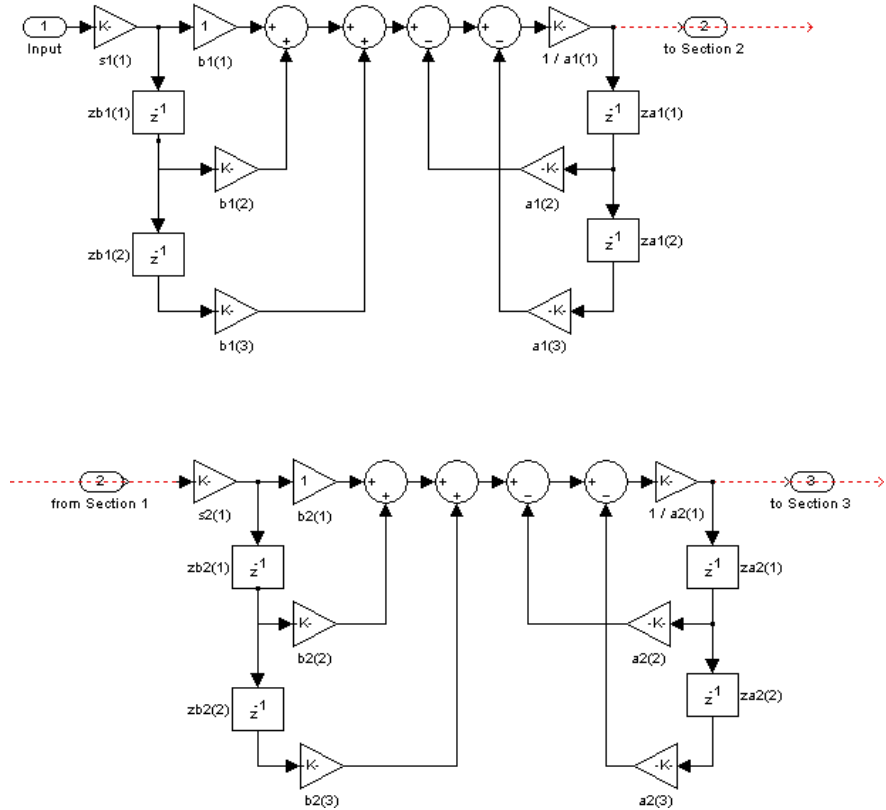 1
K-
1
+
+
+
+
+
−
+
−
K-
2
Input
s1(1)
b1(1)
1 / a1(1)
to Section 2
zb1(1)
z-1
z-1
za1(1)
K-
-K-
b1(2)
a1(2)
zb1(2)
z-1
z-1
za1(2)
K-
-K-
b1(3)
a1(3)
2
K-
1
+
+
+
+
+
−
+
−
K-
3
from Section 1
s2(1)
b2(1)
1 / a2(1)
to Section 3
zb2(1)
z-1
z-1
za2(1)
K-
-K-
b2(2)
a2(2)
zb2(2)
z-1
z-1
za2(2)
K-
-K-
b2(3)
a2(3)